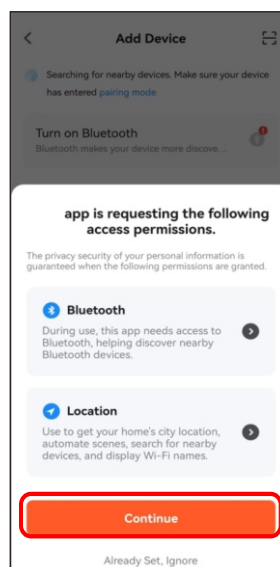 Add Device
Searching for nearby devices. Make sure your device
has entered pairing mode
Turn on Bluetooth
Bluetooth makes your device more discove...
app is requesting the following
access permissions.
The privacy security of your personal information is
guaranteed when the following permissions are granted.
Bluetooth
During use, this app needs access to
Bluetooth, helping discover nearby
Bluetooth devices.
Location
Use to get your home's city location,
automate scenes, search for nearby
devices, and display Wi-Fi names.
Continue
Already Set, Ignore